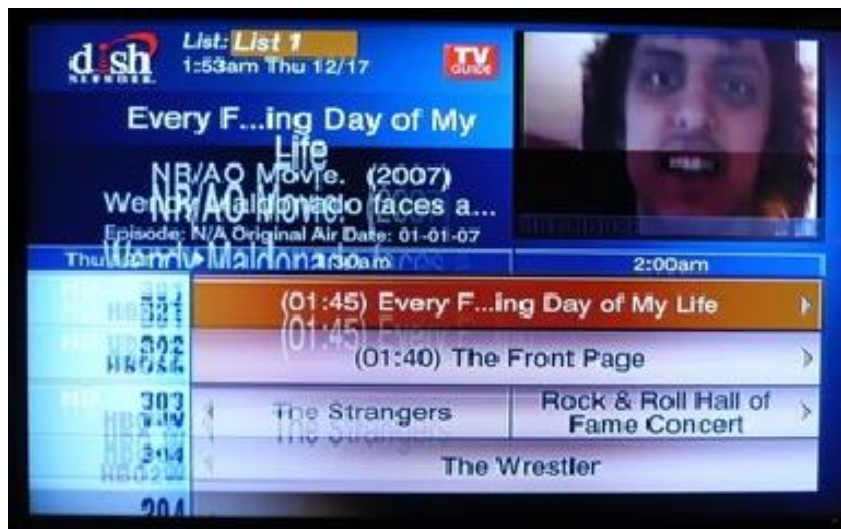 dish
NETWORK
List: List 1
1:53am Thu 12/17
TV
GUIDE
Every F...ing Day of My
Life
NR/AO Movie. (2007)
Wendy Maldonado faces a...
Episode: N/A Original Air Date: 01-01-07
Thu 1:30am 2:00am
(01:45) Every F...ing Day of My Life
(01:40) The Front Page
303 The Strangers Rock & Roll Hall of
Fame Concert
304 The Wrestler